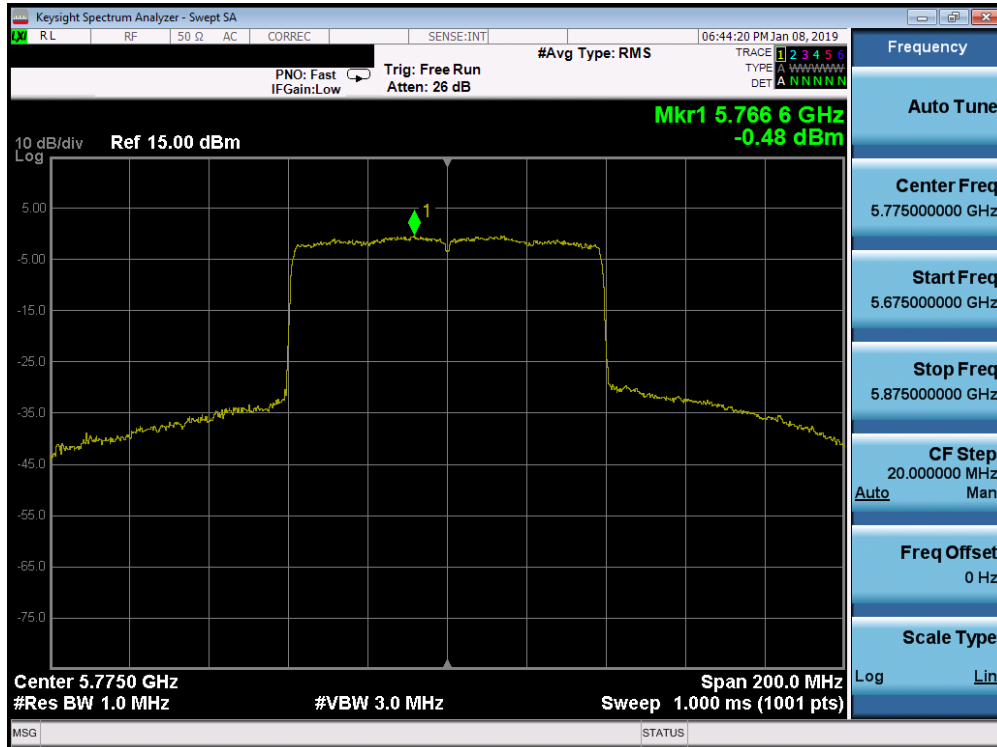 Keysight Spectrum Analyzer - Swept SA
LXI RL RF 50 Ω AC CORREC SENSE:INT 06:44:20 PM Jan 08, 2019
#Avg Type: RMS TRACE 1 2 3 4 5 6
PNO: Fast Trig: Free Run TYPE A WWWWW
IFGain:Low Atten: 26 dB DET A N N N N N
Mkr1 5.766 6 GHz
-0.48 dBm
10 dB/div Ref 15.00 dBm
Log
1
5.00
-5.00
-15.0
-25.0
-35.0
-45.0
-55.0
-65.0
-75.0
Center 5.7750 GHz Span 200.0 MHz
#Res BW 1.0 MHz #VBW 3.0 MHz Sweep 1.000 ms (1001 pts)
MSG STATUS
Frequency
Auto Tune
Center Freq
5.775000000 GHz
Start Freq
5.675000000 GHz
Stop Freq
5.875000000 GHz
CF Step
20.000000 MHz
Auto Man
Freq Offset
0 Hz
Scale Type
Log Lin